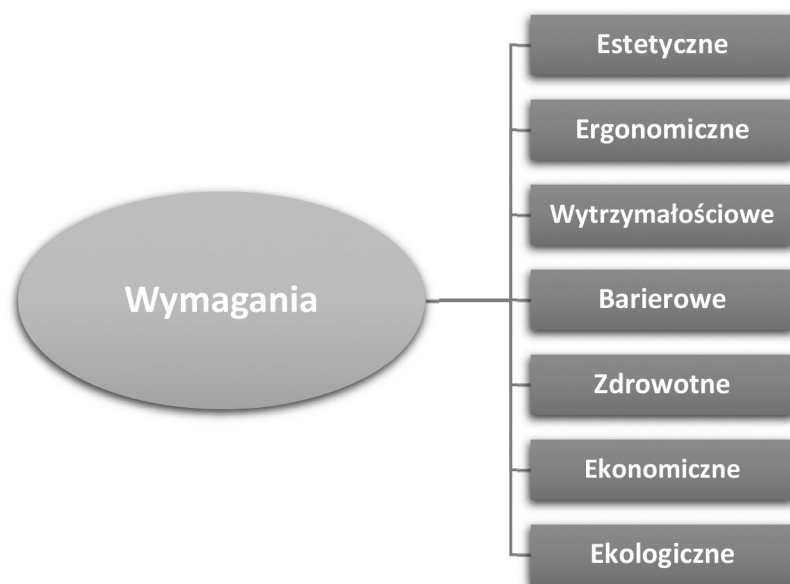 Estetyczne
Ergonomiczne
Wytrzymałościowe
Wymagania
Barierowe
Zdrowotne
Ekonomiczne
Ekologiczne